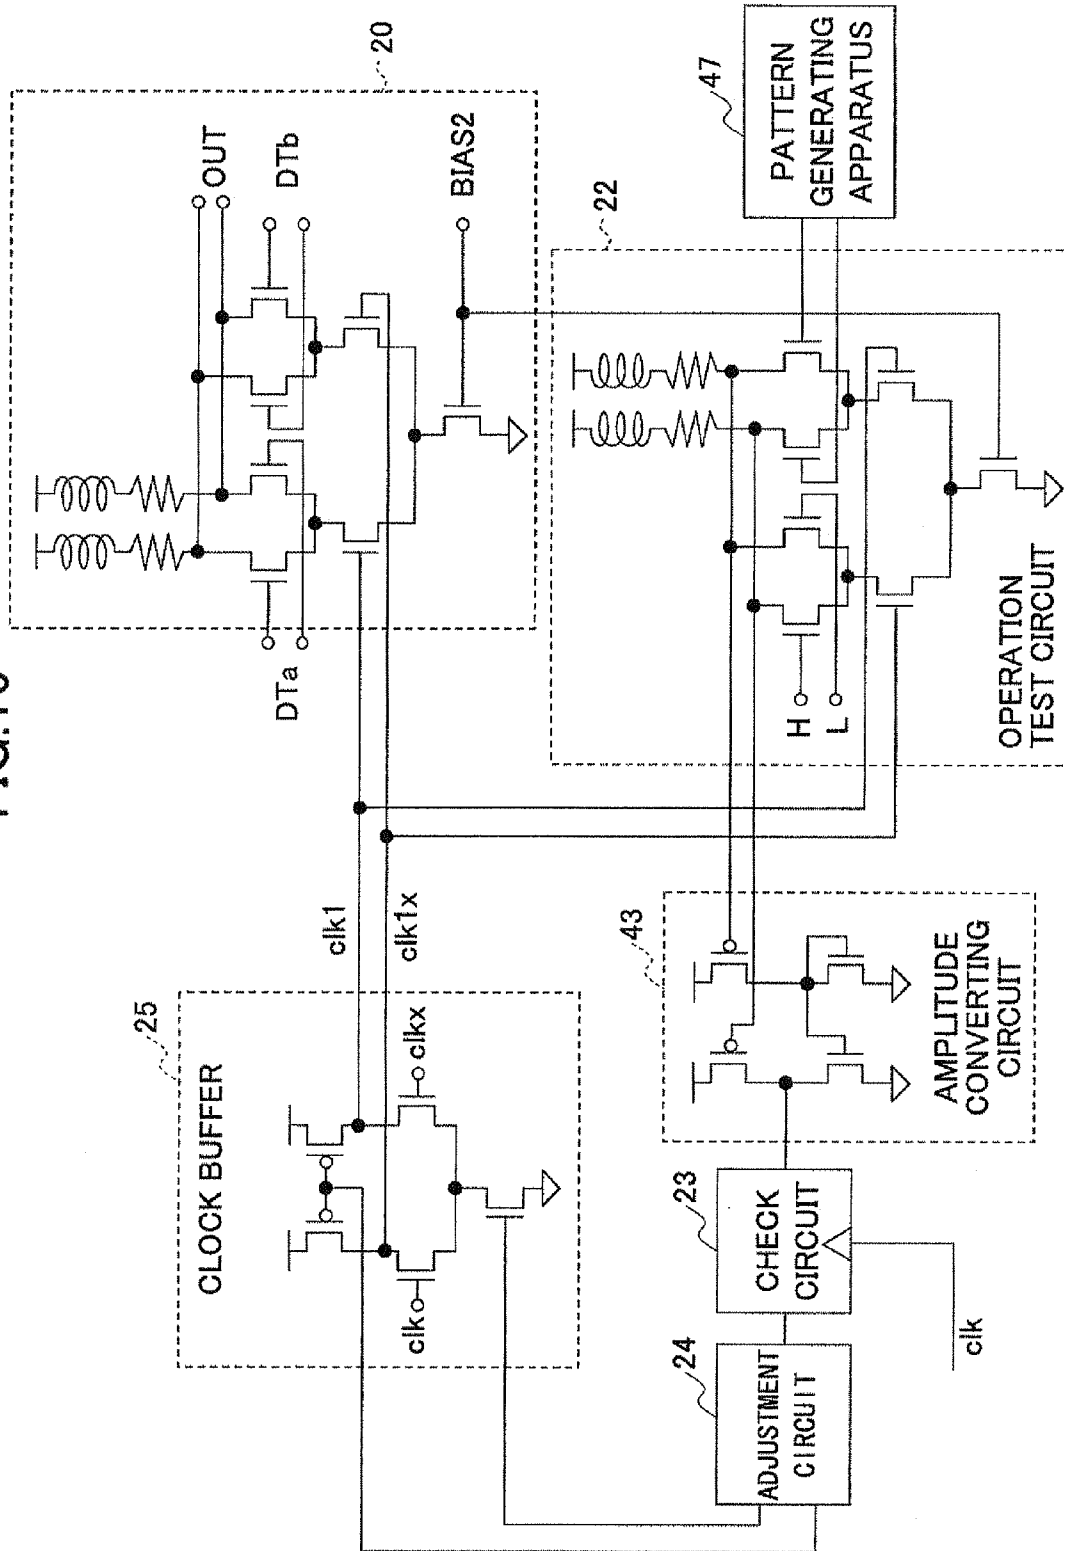 20
OUT
DTb
BIAS2
DTa
47
PATTERN
GENERATING
APPARATUS
22
H
L
OPERATION
TEST CIRCUIT
clk1
clk1x
25
CLOCK BUFFER
clkx
clk
43
AMPLITUDE
CONVERTING
CIRCUIT
23
CHECK
CIRCUIT
clk
24
ADJUSTMENT
CIRCUIT